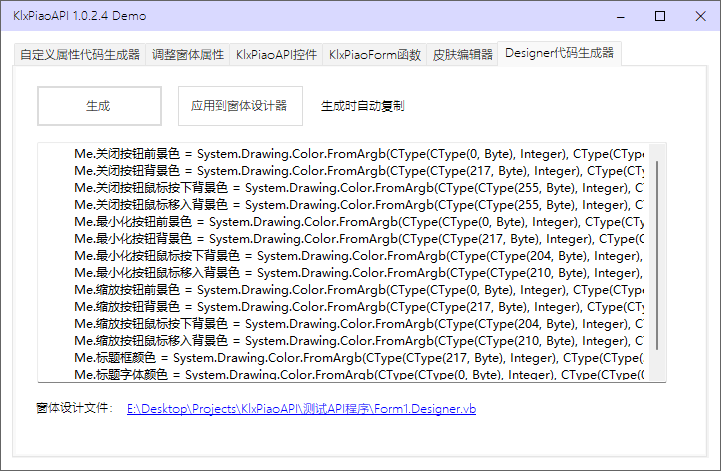 KlxPiaoAPI 1.0.2.4 Demo
自定义属性代码生成器 调整窗体属性 KlxPiaoAPI控件 KlxPiaoForm函数 皮肤编辑器 Designer代码生成器
生成 应用到窗体设计器 生成时自动复制
Me.关闭按钮前景色 = System.Drawing.Color.FromArgb(CType(CType(0, Byte), Integer), CType(CType
Me.关闭按钮背景色 = System.Drawing.Color.FromArgb(CType(CType(217, Byte), Integer), CType(CTy
Me.关闭按钮鼠标按下背景色 = System.Drawing.Color.FromArgb(CType(CType(255, Byte), Integer), C
Me.关闭按钮鼠标移入背景色 = System.Drawing.Color.FromArgb(CType(CType(255, Byte), Integer), C
Me.最小化按钮前景色 = System.Drawing.Color.FromArgb(CType(CType(0, Byte), Integer), CType(CTy
Me.最小化按钮背景色 = System.Drawing.Color.FromArgb(CType(CType(217, Byte), Integer), CType(C
Me.最小化按钮鼠标按下背景色 = System.Drawing.Color.FromArgb(CType(CType(204, Byte), Integer),
Me.最小化按钮鼠标移入背景色 = System.Drawing.Color.FromArgb(CType(CType(210, Byte), Integer),
Me.缩放按钮前景色 = System.Drawing.Color.FromArgb(CType(CType(0, Byte), Integer), CType(CType
Me.缩放按钮背景色 = System.Drawing.Color.FromArgb(CType(CType(217, Byte), Integer), CType(CTy
Me.缩放按钮鼠标按下背景色 = System.Drawing.Color.FromArgb(CType(CType(204, Byte), Integer), C
Me.缩放按钮鼠标移入背景色 = System.Drawing.Color.FromArgb(CType(CType(210, Byte), Integer), C
Me.标题框颜色 = System.Drawing.Color.FromArgb(CType(CType(217, Byte), Integer), CType(CType(
Me.标题字体颜色 = System.Drawing.Color.FromArgb(CType(CType(0, Byte), Integer), CType(CType(0
窗体设计文件： E:\Desktop\Projects\KlxPiaoAPI\测试API程序\Form1.Designer.vb